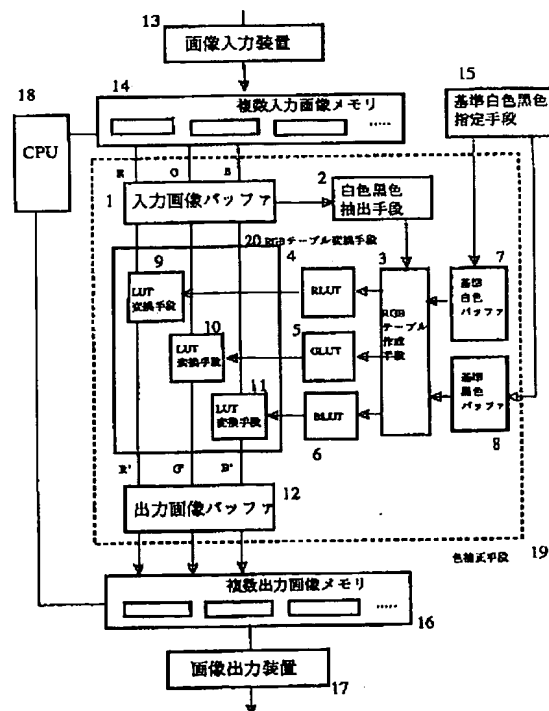 13
画像入力装置
14
複数入力画像メモリ
.....
15
基準白色黒色
指定手段
18
CPU
R
G
B
1
入力画像バッファ
2
白色黒色
抽出手段
20 RGBテーブル変換手段
9
LUT
変換手段
4
RLUT
3
RGB
テーブル
作成
手段
7
基準
白色
バッファ
10
LUT
変換手段
5
GLUT
11
LUT
変換手段
BLUT
6
基準
黒色
バッファ
8
R'
G'
B'
12
出力画像バッファ
色補正手段
19
複数出力画像メモリ
.....
16
画像出力装置
17